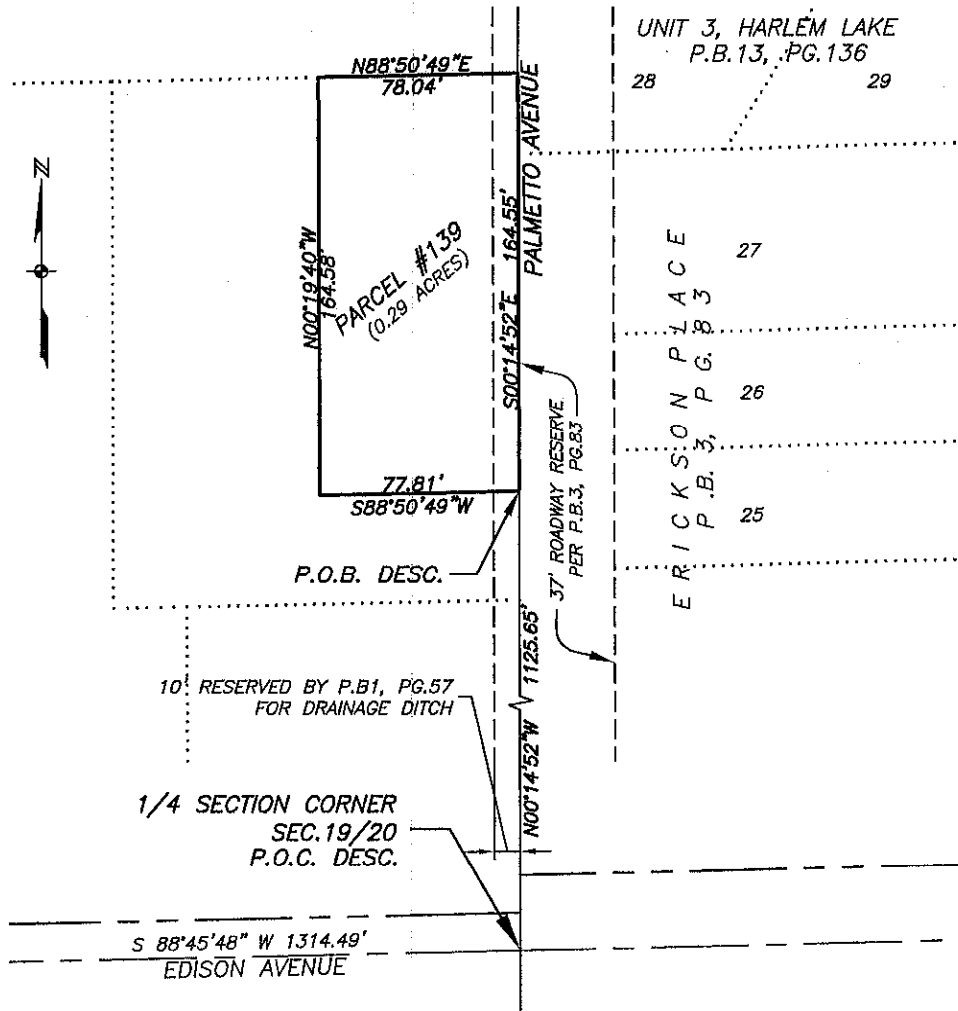 UNIT 3, HARLEM LAKE
P.B.13, PG.136
28
29
N88°50'49"E
78.04'
PALMETTO AVENUE
N
N00°19'40"W
164.58'
PARCEL #139
(0.29 ACRES)
S00°14'52"E 164.55'
27
26
25
ERICKSON PLACE
P.B. 3, PG. 83
37' ROADWAY RESERVE
PER P.B.3, PG.83
77.81'
S88°50'49"W
P.O.B. DESC.
N00°14'52"W 1125.65'
10' RESERVED BY P.B1, PG.57
FOR DRAINAGE DITCH
1/4 SECTION CORNER
SEC.19/20
P.O.C. DESC.
S 88°45'48" W 1314.49'
EDISON AVENUE